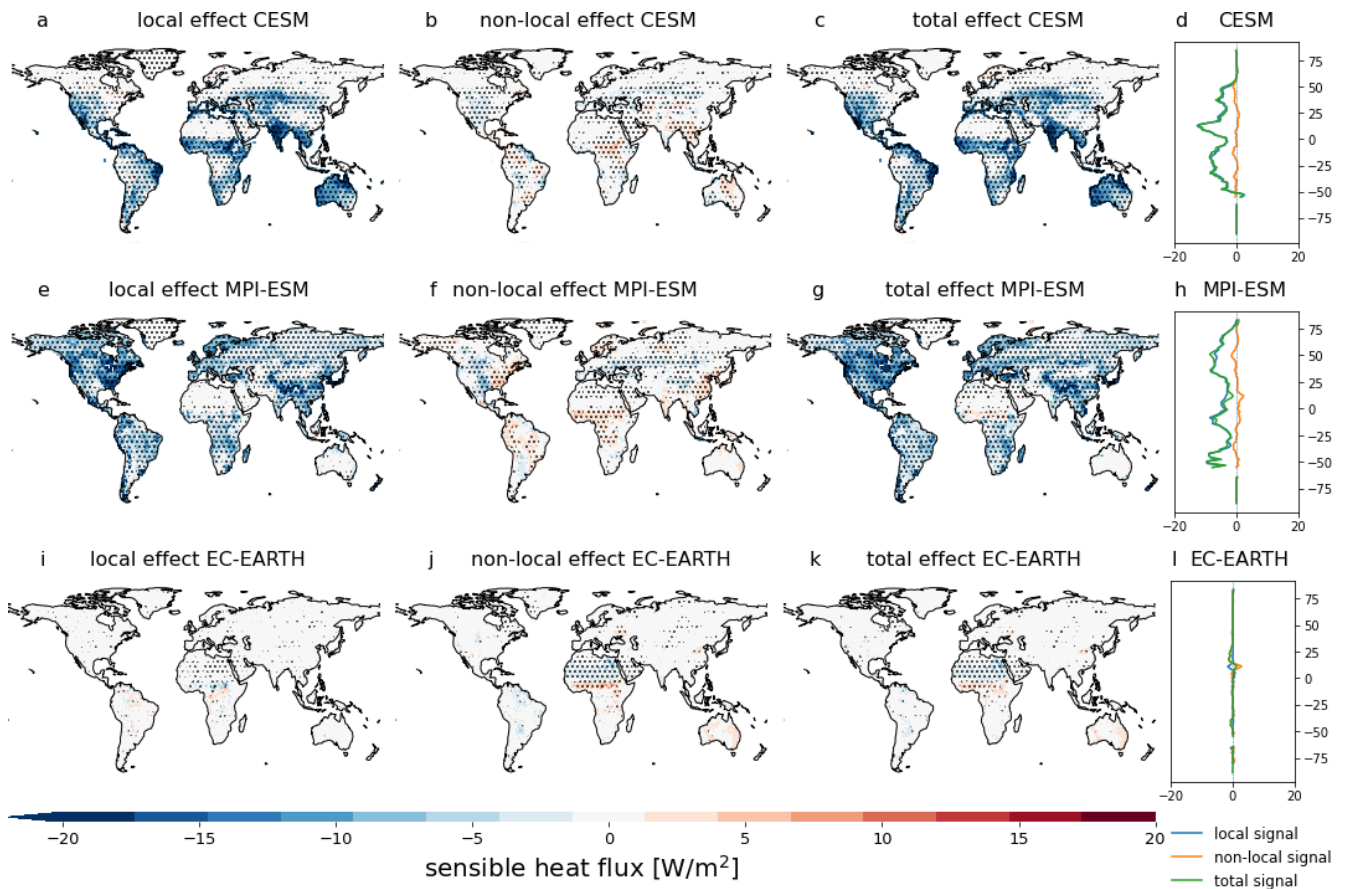 a local effect CESM
b non-local effect CESM
c total effect CESM
d CESM
75
50
25
0
−25
−50
−75
−20 0 20
e local effect MPI-ESM
f non-local effect MPI-ESM
g total effect MPI-ESM
h MPI-ESM
75
50
25
0
−25
−50
−75
−20 0 20
i local effect EC-EARTH
j non-local effect EC-EARTH
k total effect EC-EARTH
l EC-EARTH
75
50
25
0
−25
−50
−75
−20 0 20
−20 −15 −10 −5 0 5 10 15 20
sensible heat flux [W/m²]
local signal
non-local signal
total signal